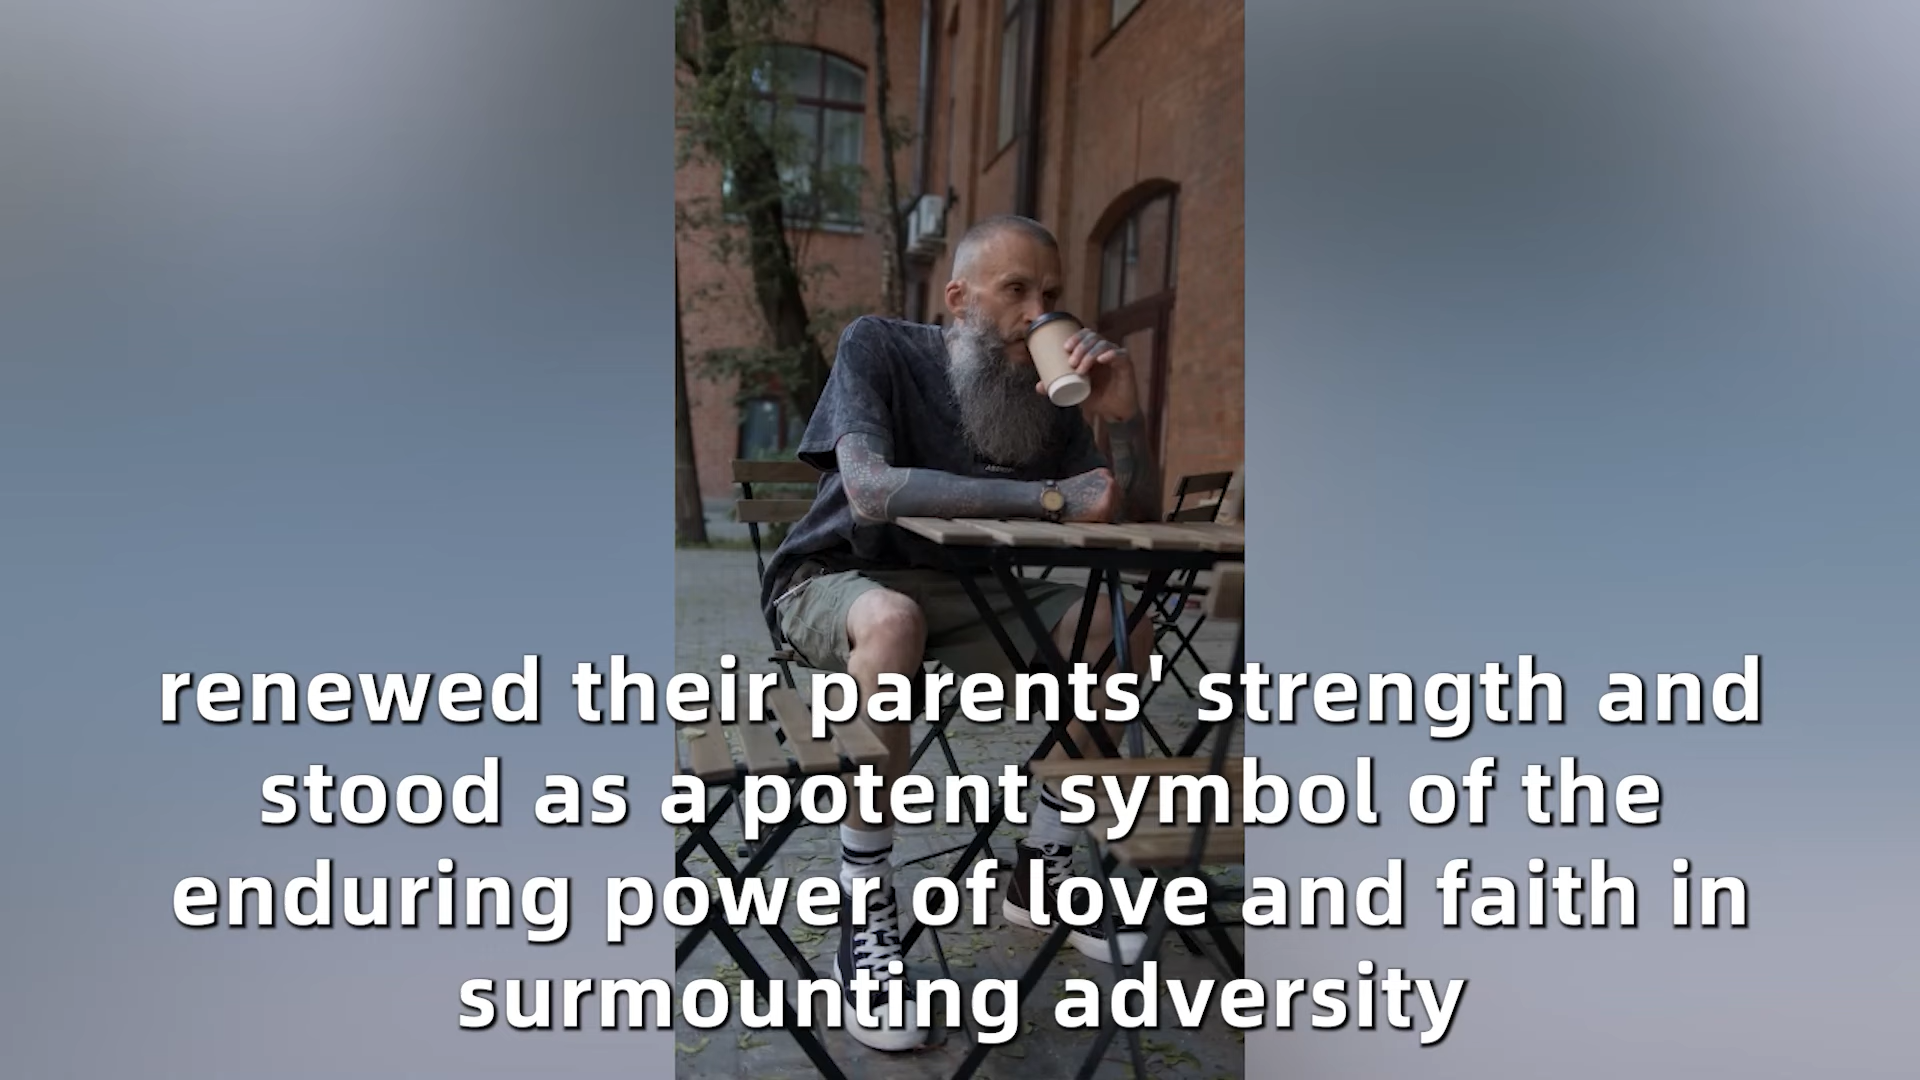 renewed their parents' strength and
stood as a potent symbol of the
enduring power of love and faith in
surmounting adversity